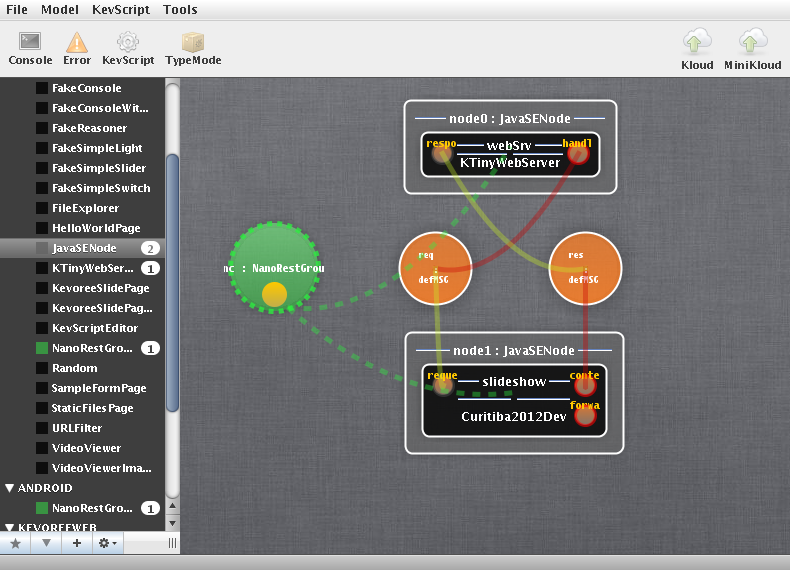 File Model KevScript Tools
Console Error KevScript TypeMode Kloud MiniKloud
FakeConsole
FakeConsoleWit...
FakeReasoner
FakeSimpleLight
FakeSimpleSlider
FakeSimpleSwitch
FileExplorer
HelloWorldPage
JavaSENode 2
KTinyWebSer... 1
KevoreeSlidePage
KevoreeSlidePag...
KevScriptEditor
NanoRestGro... 1
Random
SampleFormPage
StaticFilesPage
URLFilter
VideoViewer
VideoViewerIma...
ANDROID
NanoRestGro... 1
KEVOREEWEB
node0 : JavaSENode
respo webSrv handl
KTinyWebServer
nc : NanoRestGrou
req
:
defMSG
res
:
defMSG
node1 : JavaSENode
reque slideshow conte
forwa
Curitiba2012Dev